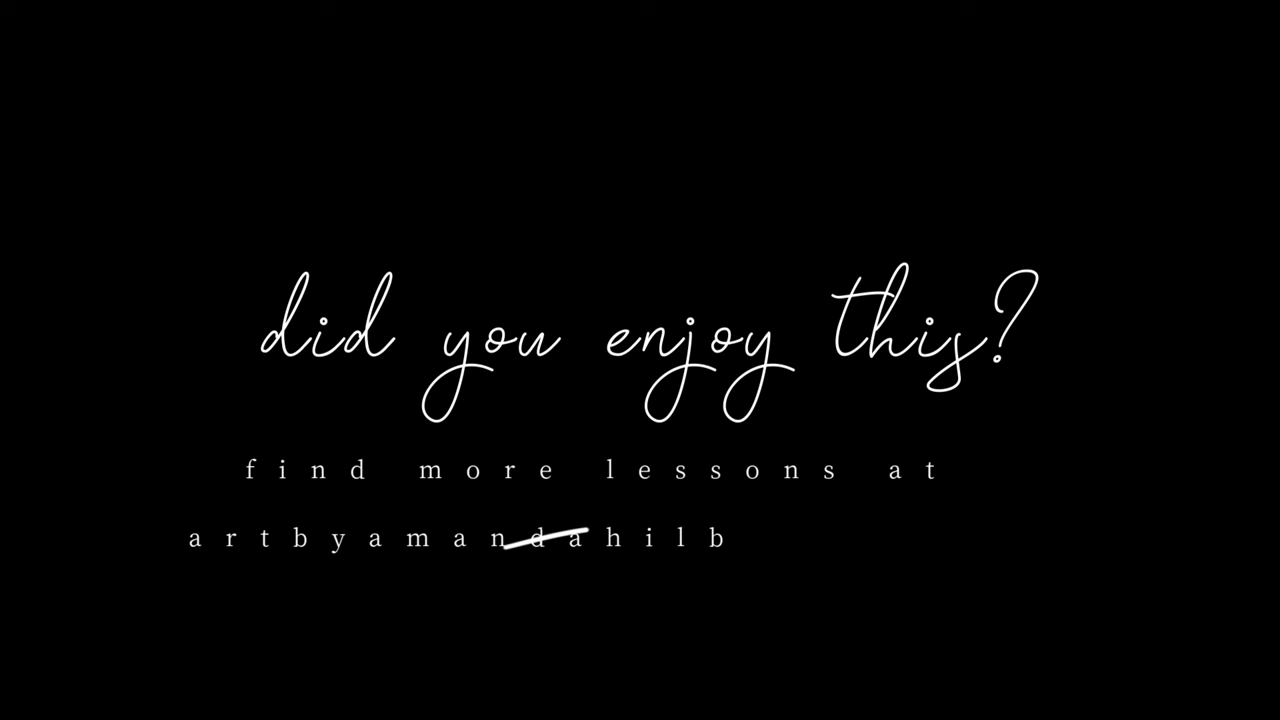 did you enjoy this?
find more lessons at
artbyamandahilb